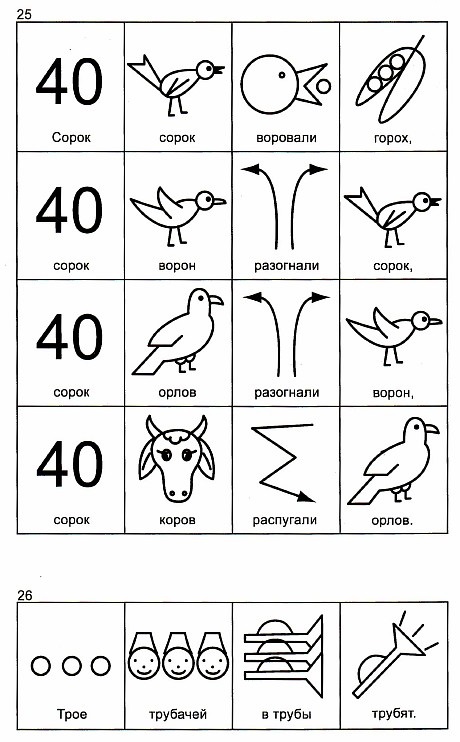 25
40 
Сорок сорок воровали горох,
40
сорок ворон разогнали сорок,
40
сорок орлов разогнали ворон,
40
сорок коров распугали орлов.
26
Трое трубачей в трубы трубят.